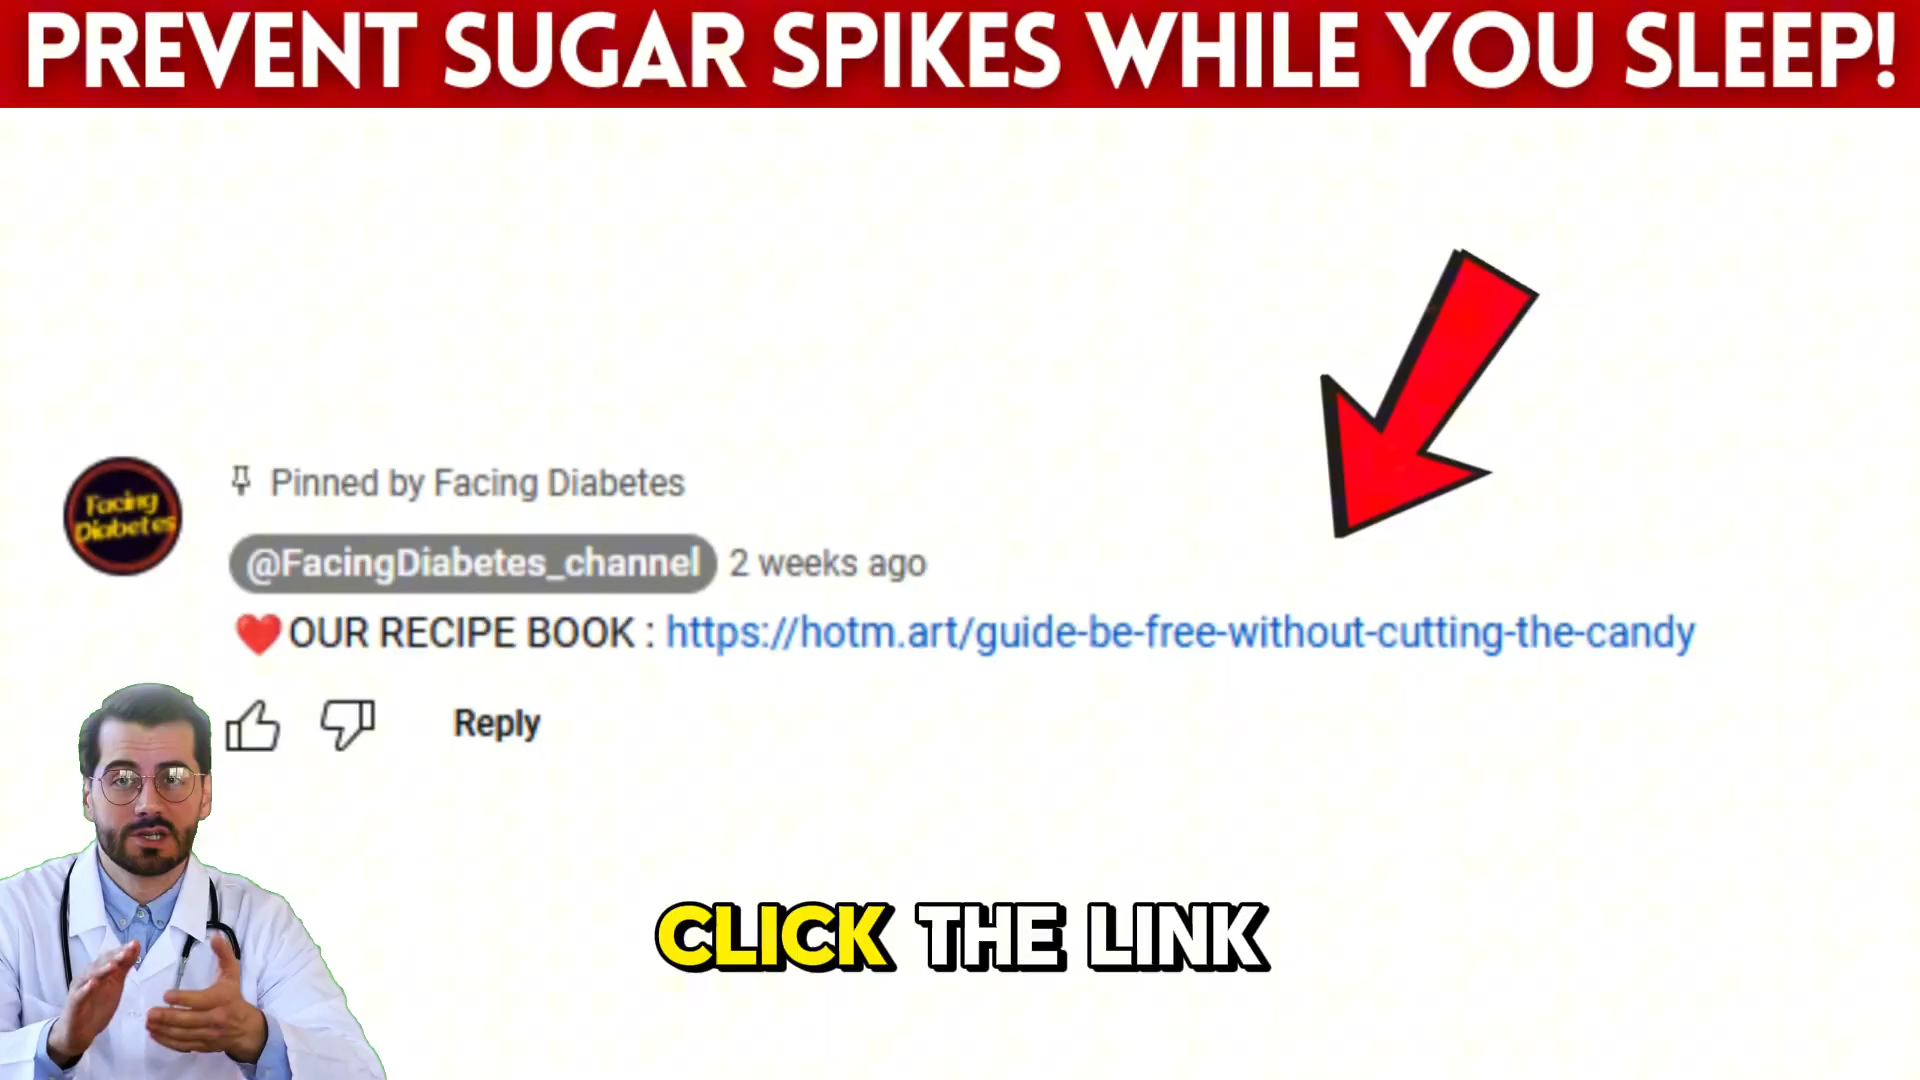 PREVENT SUGAR SPIKES WHILE YOU SLEEP!
Facing
Diabetes
Pinned by Facing Diabetes
@FacingDiabetes_channel 2 weeks ago
❤️OUR RECIPE BOOK : https://hotm.art/guide-be-free-without-cutting-the-candy
Reply
CLICK THE LINK